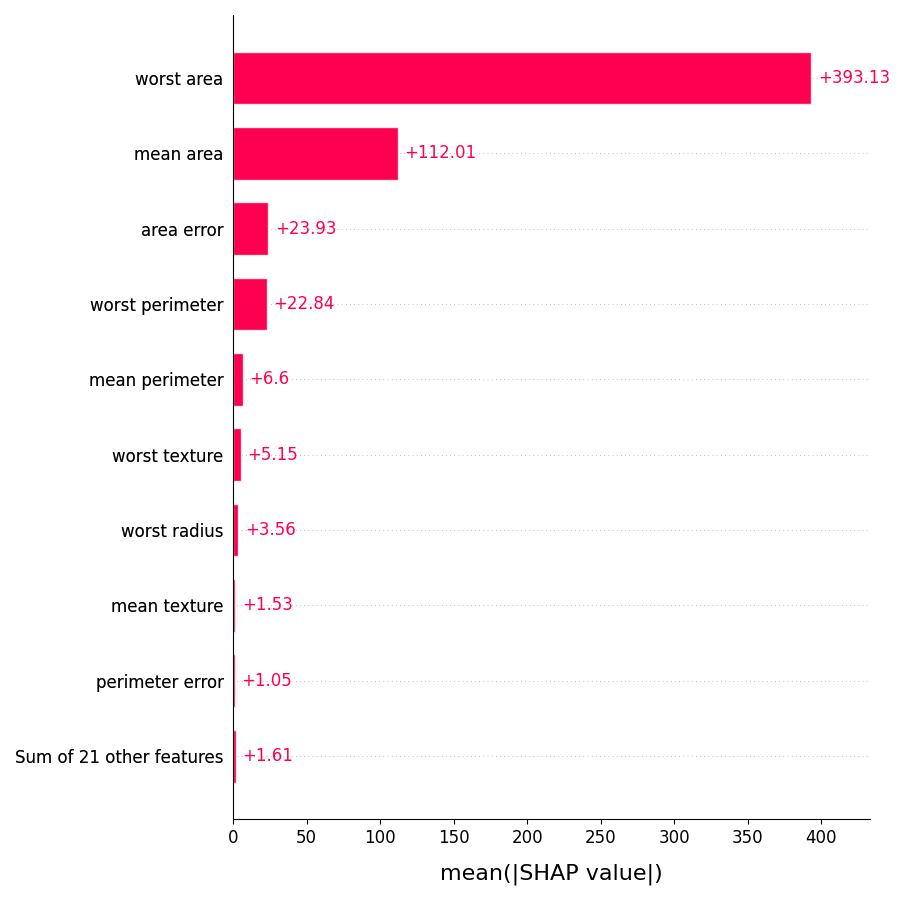 worst area +393.13
mean area +112.01
area error +23.93
worst perimeter +22.84
mean perimeter +6.6
worst texture +5.15
worst radius +3.56
mean texture +1.53
perimeter error +1.05
Sum of 21 other features +1.61
0 50 100 150 200 250 300 350 400
mean(|SHAP value|)